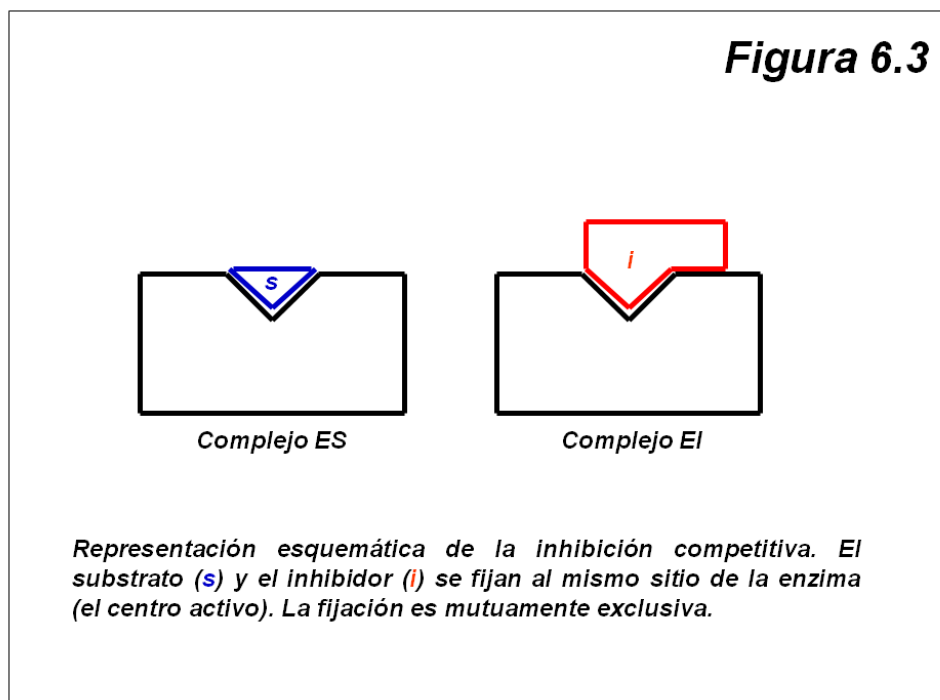 Figura 6.3
s
i
Complejo ES
Complejo EI
Representación esquemática de la inhibición competitiva. El
substrato (s) y el inhibidor (i) se fijan al mismo sitio de la enzima
(el centro activo). La fijación es mutuamente exclusiva.